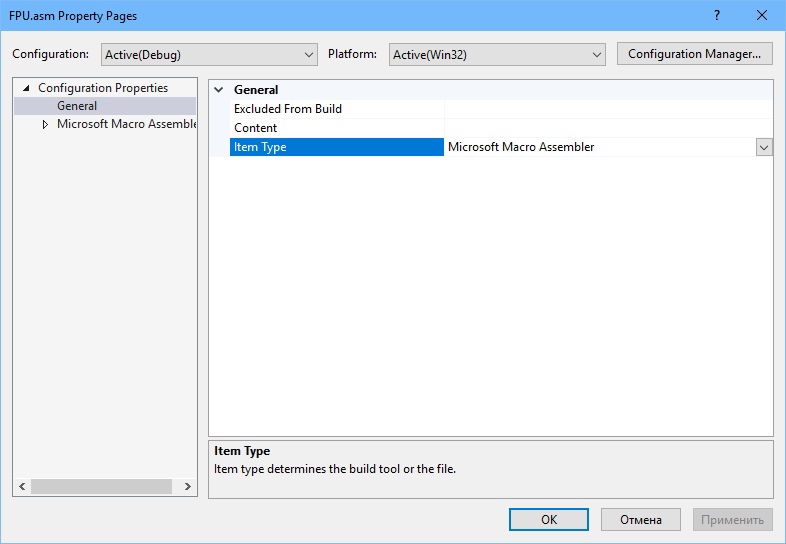 FPU.asm Property Pages
Configuration: Active(Debug) Platform: Active(Win32) Configuration Manager...
Configuration Properties
General
Microsoft Macro Assemble
General
Excluded From Build
Content
Item Type Microsoft Macro Assembler
Item Type
Item type determines the build tool or the file.
OK Отмена Применить